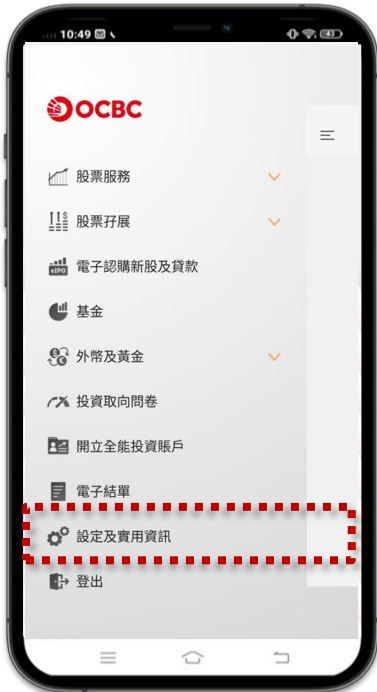 10:49
43
OCBC
股票服務
股票孖展
eIPO
電子認購新股及貸款
基金
外幣及黃金
投資取向問卷
開立全能投資賬戶
電子結單
設定及實用資訊
登出